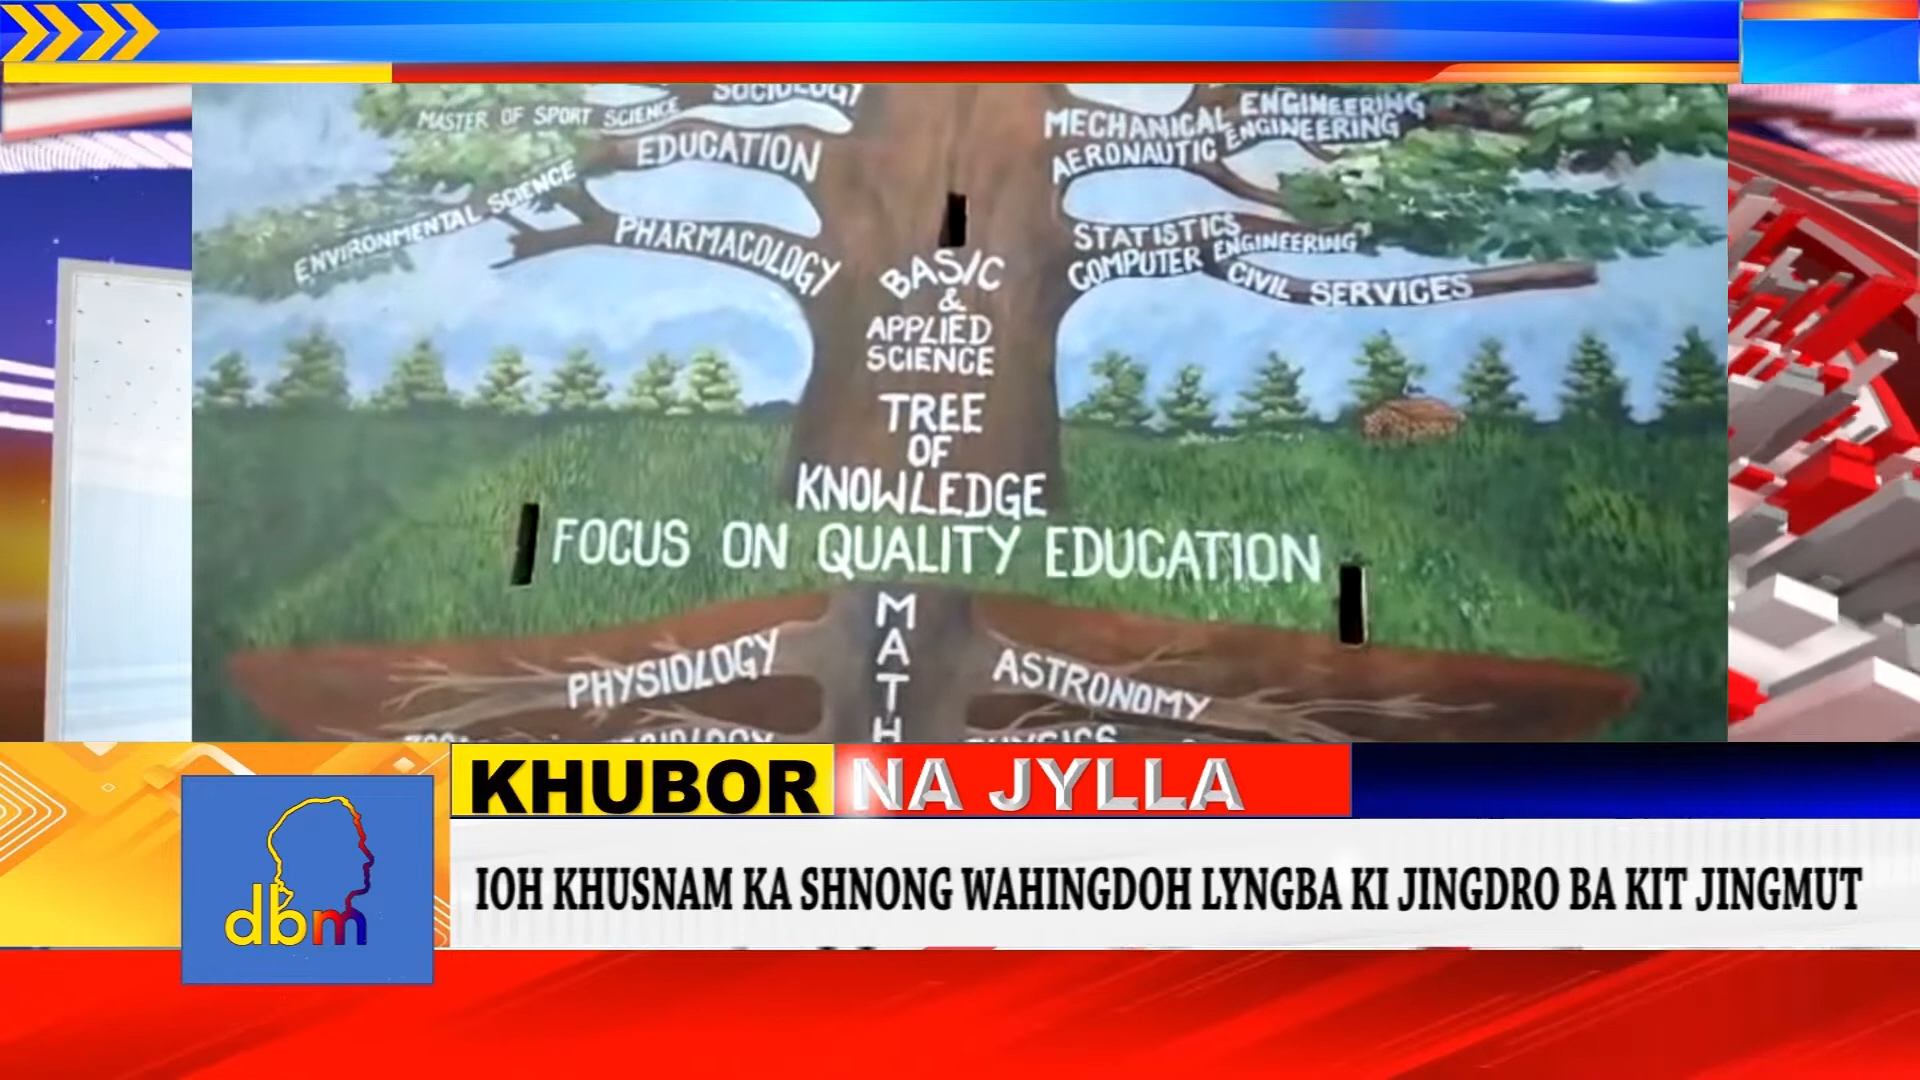 SOCIOLOGY
MASTER OF SPORT SCIENCE
EDUCATION
ENVIRONMENTAL SCIENCE
PHARMACOLOGY
ENGINEERING
MECHANICAL ENGINEERING
AERONAUTIC
STATISTICS
COMPUTER ENGINEERING
CIVIL SERVICES
BASIC
&
APPLIED
SCIENCE
TREE
OF
KNOWLEDGE
FOCUS ON QUALITY EDUCATION
MATH
PHYSIOLOGY
ASTRONOMY
PHYSICS
KHUBOR NA JYLLA
dbm
IOH KHUSNAM KA SHNONG WAHINGDOH LYNGBA KI JINGDRO BA KIT JINGMUT